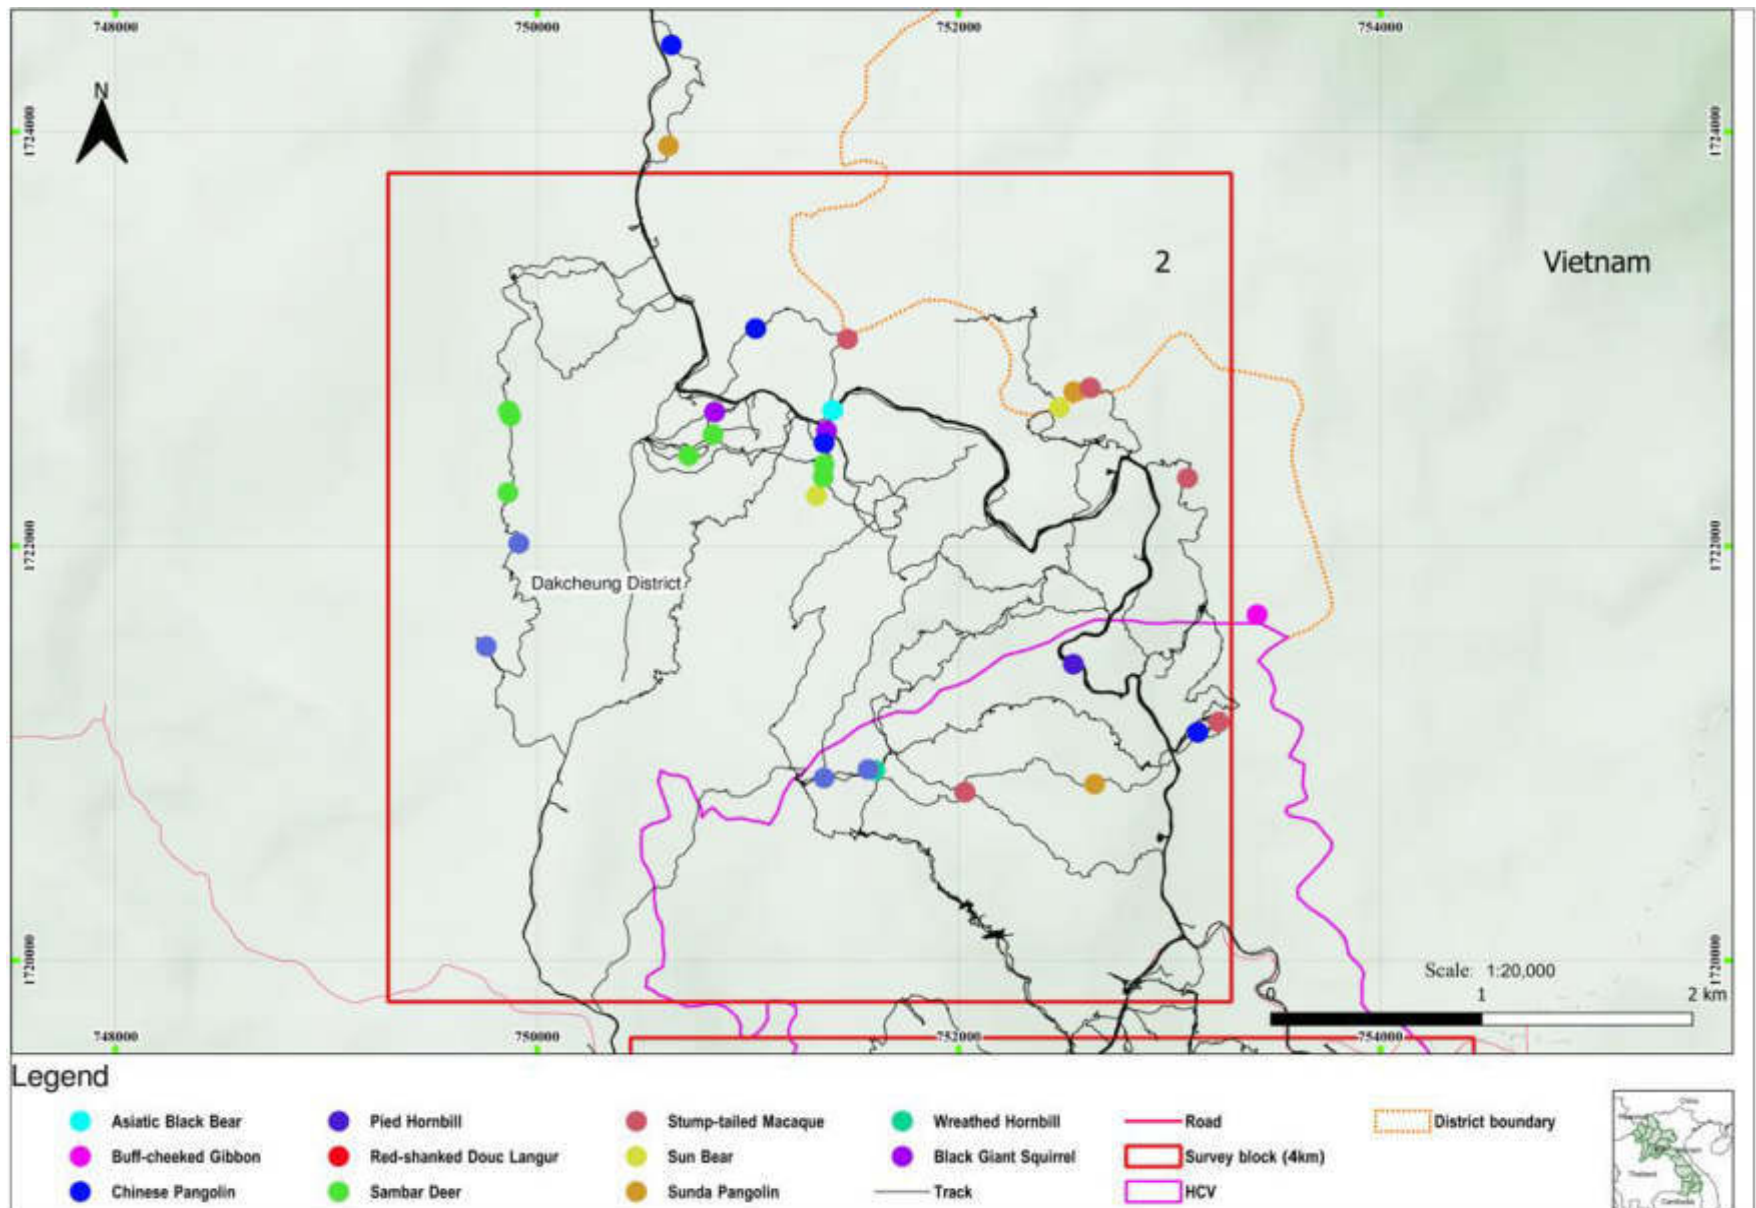 748000 750000 752000 754000
N
1724000 1724000
2
Vietnam
1722000 1722000
Dakcheung District
1720000 1720000
Scale: 1:20,000
0 1 2 km
748000 750000 752000 754000
Legend
Asiatic Black Bear Pied Hornbill Stump-tailed Macaque Wreathed Hornbill Road District boundary
Buff-cheeked Gibbon Red-shanked Douc Langur Sun Bear Black Giant Squirrel Survey block (4km)
Chinese Pangolin Sambar Deer Sunda Pangolin Track HCV
China
Thailand
Cambodia